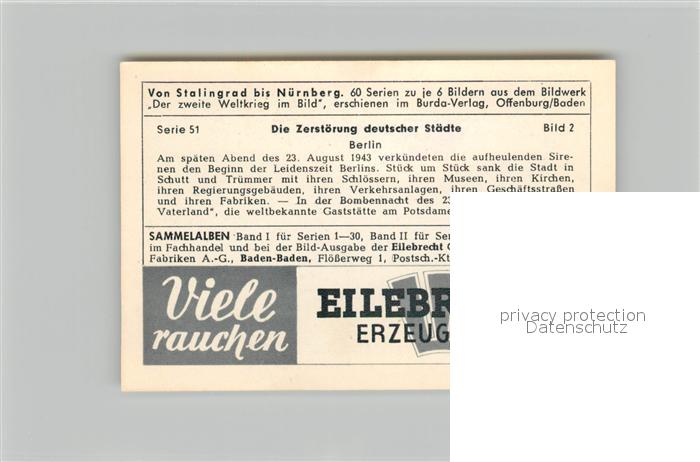 Von Stalingrad bis Nürnberg. 60 Serien zu je 6 Bildern aus dem Bildwerk
„Der zweite Weltkrieg im Bild", erschienen im Burda-Verlag, Offenburg/Baden
Serie 51 Die Zerstörung deutscher Städte Bild 2
Berlin
Am späten Abend des 23. August 1943 verkündeten die aufheulenden Sire-
nen den Beginn der Leidenszeit Berlins. Stück um Stück sank die Stadt in
Schutt und Trümmer mit ihren Schlössern, ihren Museen, ihren Kirchen,
ihren Regierungsgebäuden, ihren Verkehrsanlagen, ihren Geschäftsstraßen
und ihren Fabriken. — In der Bombennacht des 23
Vaterland", die weltbekannte Gaststätte am Potsdame
SAMMELALBEN Band I für Serien 1—30, Band II für Se
im Fachhandel und bei der Bild-Ausgabe der Eilebrecht
Fabriken A.-G., Baden-Baden, Flößerweg 1, Postsch.-Kt
Viele
rauchen
EILEBR
ERZEUG
privacy protection
Datenschutz